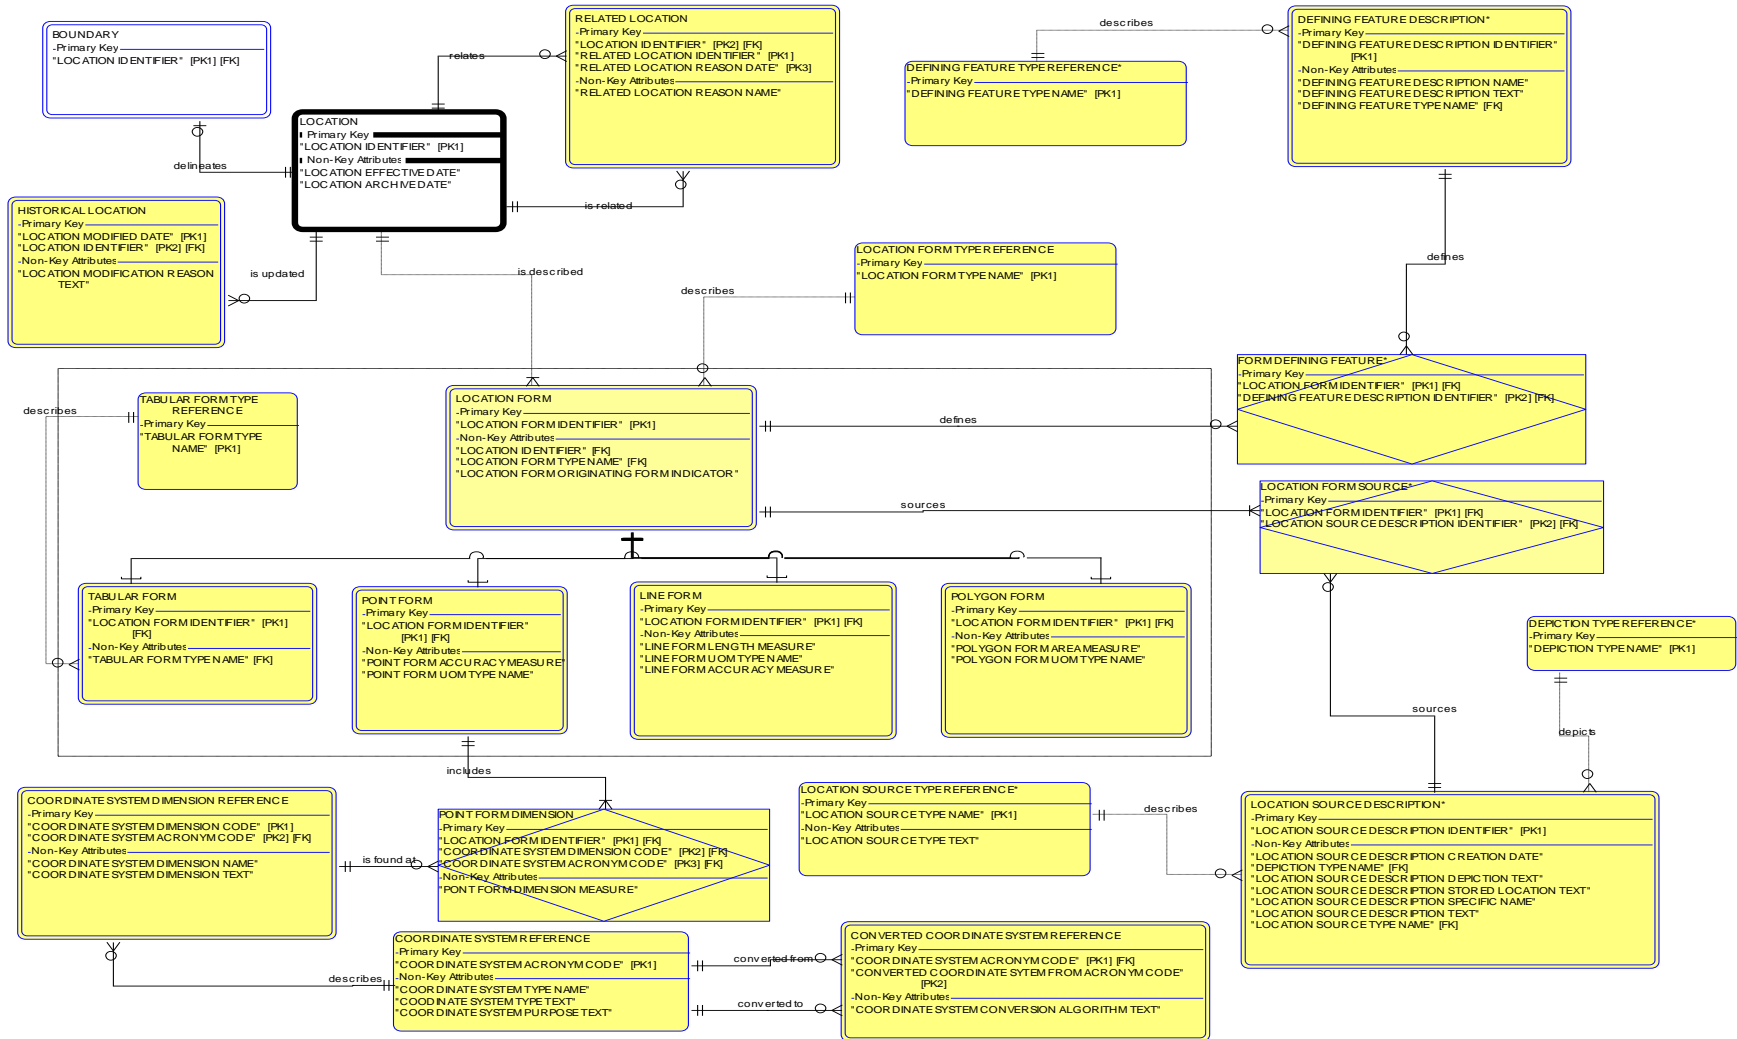 BOUNDARY
-Primary Key
"LOCATION IDENTIFIER" [PK1] [FK]
delineates
RELATED LOCATION
-Primary Key
"LOCATION IDENTIFIER" [PK2] [FK]
"RELATED LOCATION IDENTIFIER" [PK1]
"RELATED LOCATION REASON DATE" [PK3]
-Non-Key Attributes
"RELATED LOCATION REASON NAME"
relates
is related
LOCATION
Primary Key
"LOCATION IDENTIFIER" [PK1]
Non-Key Attributes
"LOCATION EFFECTIVE DATE"
"LOCATION ARCHIVE DATE"
describes
DEFINING FEATURE TYPE REFERENCE*
-Primary Key
"DEFINING FEATURE TYPE NAME" [PK1]
DEFINING FEATURE DESCRIPTION*
-Primary Key
"DEFINING FEATURE DESCRIPTION IDENTIFIER"
[PK1]
-Non-Key Attributes
"DEFINING FEATURE DESCRIPTION NAME"
"DEFINING FEATURE DESCRIPTION TEXT"
"DEFINING FEATURE TYPE NAME" [FK]
defines
HISTORICAL LOCATION
-Primary Key
"LOCATION MODIFIED DATE" [PK1]
"LOCATION IDENTIFIER" [PK2] [FK]
-Non-Key Attributes
"LOCATION MODIFICATION REASON
TEXT"
is updated
is described
describes
LOCATION FORM TYPE REFERENCE
-Primary Key
"LOCATION FORM TYPE NAME" [PK1]
FORM DEFINING FEATURE*
-Primary Key
"LOCATION FORM IDENTIFIER" [PK1] [FK]
"DEFINING FEATURE DESCRIPTION IDENTIFIER" [PK2] [FK]
describes
TABULAR FORM TYPE
REFERENCE
-Primary Key
"TABULAR FORM TYPE
NAME" [PK1]
LOCATION FORM
-Primary Key
"LOCATION FORM IDENTIFIER" [PK1]
-Non-Key Attributes
"LOCATION IDENTIFIER" [FK]
"LOCATION FORM TYPE NAME" [FK]
"LOCATION FORM ORIGINATING FORM INDICATOR"
defines
sources
LOCATION FORM SOURCE*
-Primary Key
"LOCATION FORM IDENTIFIER" [PK1] [FK]
"LOCATION SOURCE DESCRIPTION IDENTIFIER" [PK2] [FK]
TABULAR FORM
-Primary Key
"LOCATION FORM IDENTIFIER" [PK1]
[FK]
-Non-Key Attributes
"TABULAR FORM TYPE NAME" [FK]
POINT FORM
-Primary Key
"LOCATION FORM IDENTIFIER"
[PK1] [FK]
-Non-Key Attributes
"POINT FORM ACCURACY MEASURE"
"POINT FORM UOM TYPE NAME"
LINE FORM
-Primary Key
"LOCATION FORM IDENTIFIER" [PK1] [FK]
-Non-Key Attributes
"LINE FORM LENGTH MEASURE"
"LINE FORM UOM TYPE NAME"
"LINE FORM ACCURACY MEASURE"
POLYGON FORM
-Primary Key
"LOCATION FORM IDENTIFIER" [PK1] [FK]
-Non-Key Attributes
"POLYGON FORM AREA MEASURE"
"POLYGON FORM UOM TYPE NAME"
DEPICTION TYPE REFERENCE*
-Primary Key
"DEPICTION TYPE NAME" [PK1]
sources
depicts
includes
COORDINATE SYSTEM DIMENSION REFERENCE
-Primary Key
"COORDINATE SYSTEM DIMENSION CODE" [PK1]
"COORDINATE SYSTEM ACRONYM CODE" [PK2] [FK]
-Non-Key Attributes
"COORDINATE SYSTEM DIMENSION NAME"
"COORDINATE SYSTEM DIMENSION TEXT"
is found at
POINT FORM DIMENSION
-Primary Key
"LOCATION FORM IDENTIFIER" [PK1] [FK]
"COORDINATE SYSTEM DIMENSION CODE" [PK2] [FK]
"COORDINATE SYSTEM ACRONYM CODE" [PK3] [FK]
-Non-Key Attributes
"PONT FORM DIMENSION MEASURE"
LOCATION SOURCE TYPE REFERENCE*
-Primary Key
"LOCATION SOURCE TYPE NAME" [PK1]
-Non-Key Attributes
"LOCATION SOURCE TYPE TEXT"
describes
LOCATION SOURCE DESCRIPTION*
-Primary Key
"LOCATION SOURCE DESCRIPTION IDENTIFIER" [PK1]
-Non-Key Attributes
"LOCATION SOURCE DESCRIPTION CREATION DATE"
"DEPICTION TYPE NAME" [FK]
"LOCATION SOURCE DESCRIPTION DEPICTION TEXT"
"LOCATION SOURCE DESCRIPTION STORED LOCATION TEXT"
"LOCATION SOURCE DESCRIPTION SPECIFIC NAME"
"LOCATION SOURCE DESCRIPTION TEXT"
"LOCATION SOURCE TYPE NAME" [FK]
describes
COORDINATE SYSTEM REFERENCE
-Primary Key
"COORDINATE SYSTEM ACRONYM CODE" [PK1]
-Non-Key Attributes
"COORDINATE SYSTEM TYPE NAME"
"COODINATE SYSTEM TYPE TEXT"
"COORDINATE SYSTEM PURPOSE TEXT"
converted from
converted to
CONVERTED COORDINATE SYSTEM REFERENCE
-Primary Key
"COORDINATE SYSTEM ACRONYM CODE" [PK1] [FK]
"CONVERTED COORDINATE SYTEM FROM ACRONYM CODE"
[PK2]
-Non-Key Attributes
"COORDINATE SYSTEM CONVERSION ALGORITHM TEXT"